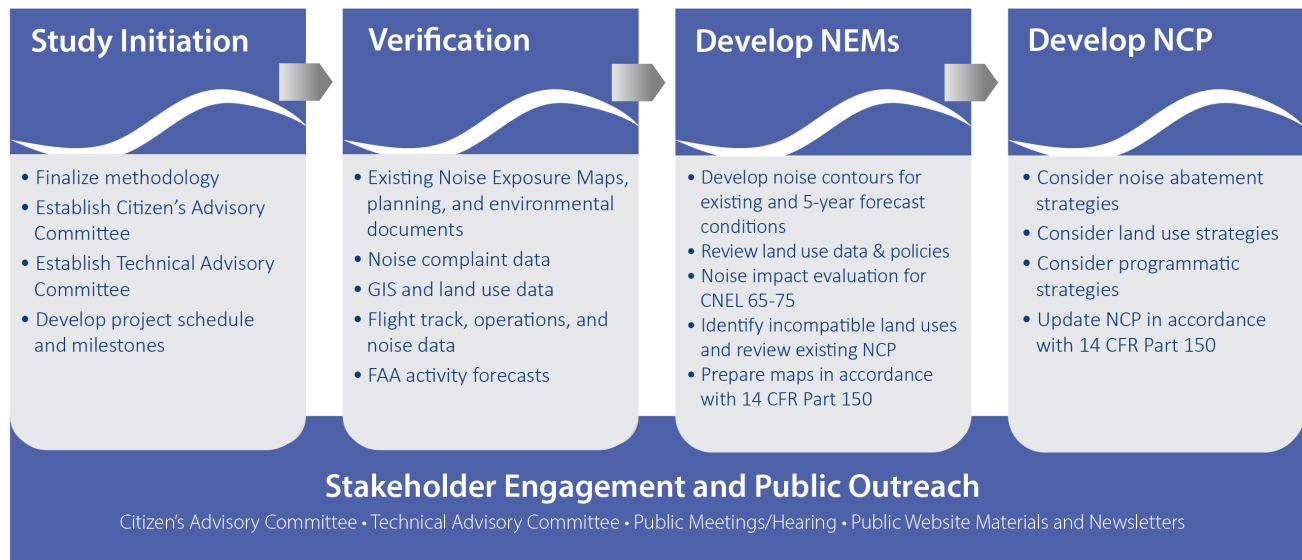 Study Initiation
• Finalize methodology
• Establish Citizen's Advisory
Committee
• Establish Technical Advisory
Committee
• Develop project schedule
and milestones
Verification
• Existing Noise Exposure Maps,
planning, and environmental
documents
• Noise complaint data
• GIS and land use data
• Flight track, operations, and
noise data
• FAA activity forecasts
Develop NEMs
• Develop noise contours for
existing and 5-year forecast
conditions
• Review land use data & policies
• Noise impact evaluation for
CNEL 65-75
• Identify incompatible land uses
and review existing NCP
• Prepare maps in accordance
with 14 CFR Part 150
Develop NCP
• Consider noise abatement
strategies
• Consider land use strategies
• Consider programmatic
strategies
• Update NCP in accordance
with 14 CFR Part 150
Stakeholder Engagement and Public Outreach
Citizen's Advisory Committee • Technical Advisory Committee • Public Meetings/Hearing • Public Website Materials and Newsletters